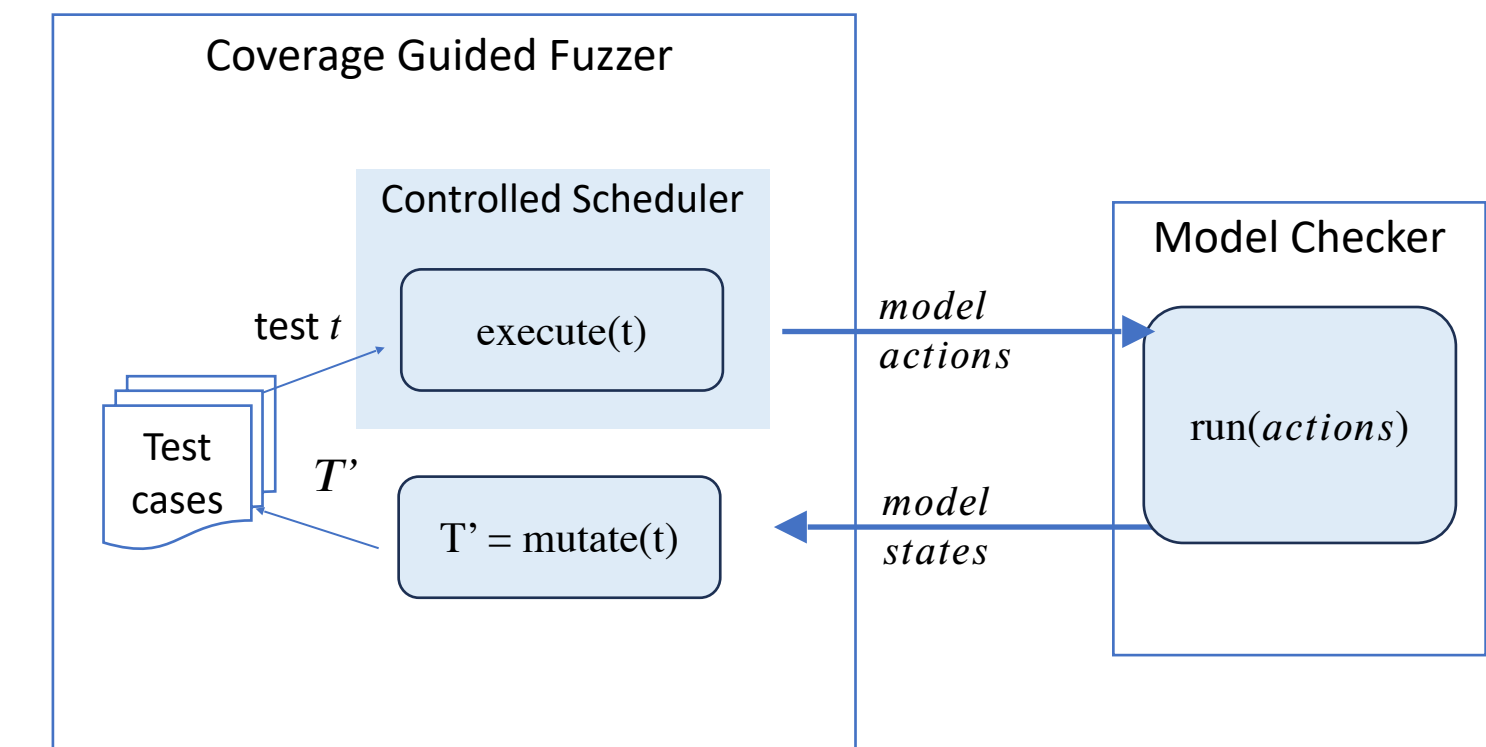 Coverage Guided Fuzzer
Controlled Scheduler
execute(t)
test t
Test
cases
T’
T’ = mutate(t)
model
actions
model
states
Model Checker
run(actions)